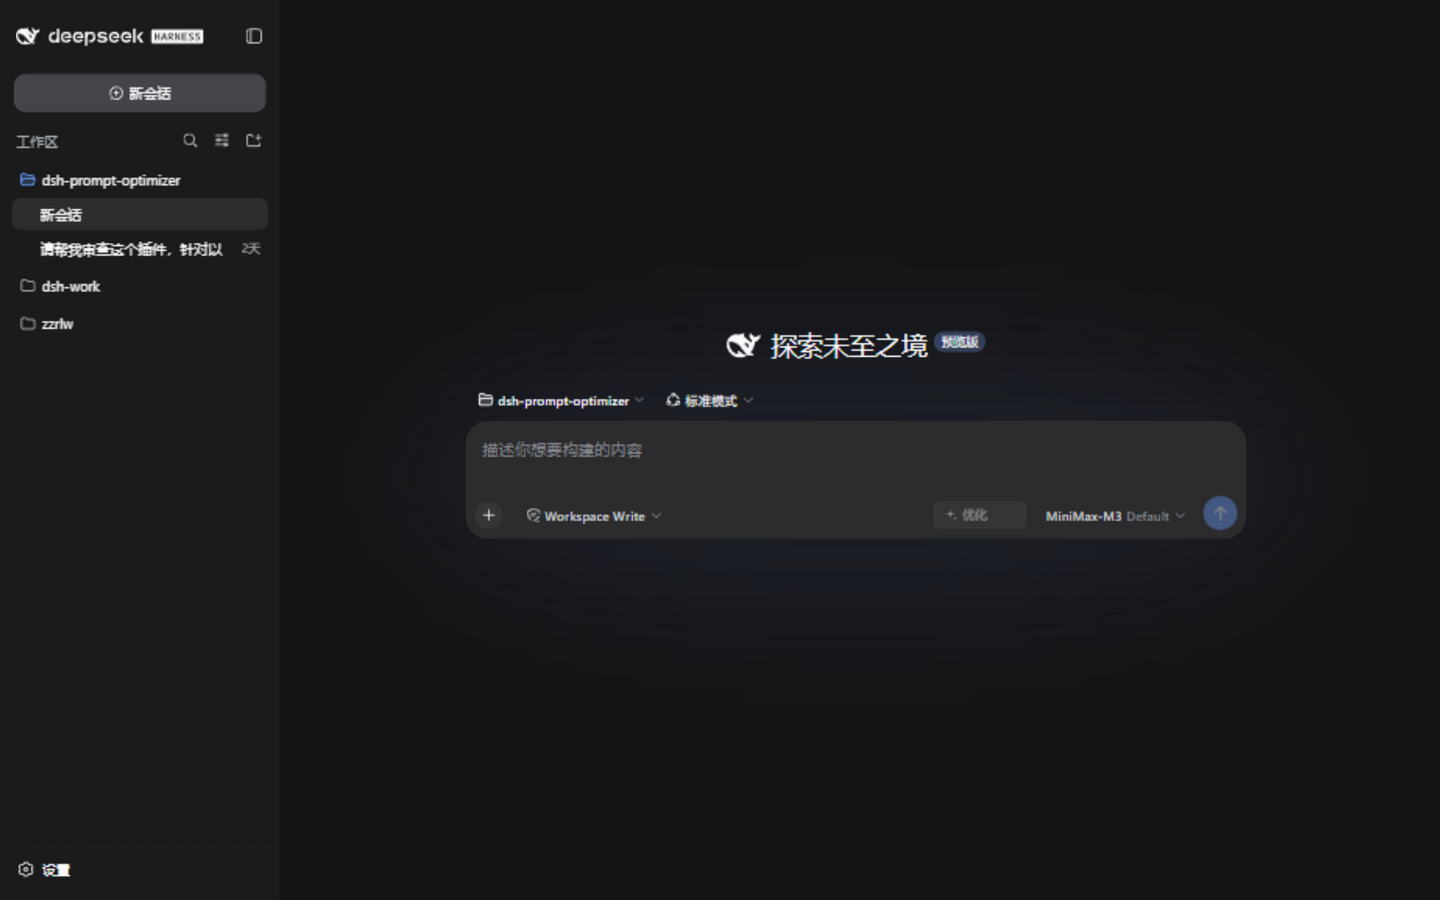 deepseek HARNESS
新会话
工作区
dsh-prompt-optimizer
新会话
请帮我审查这个插件，针对以 2天
dsh-work
zzrlw
设置
探索未至之境 预览版
dsh-prompt-optimizer 标准模式
描述你想要构建的内容
Workspace Write 优化 MiniMax-M3 Default